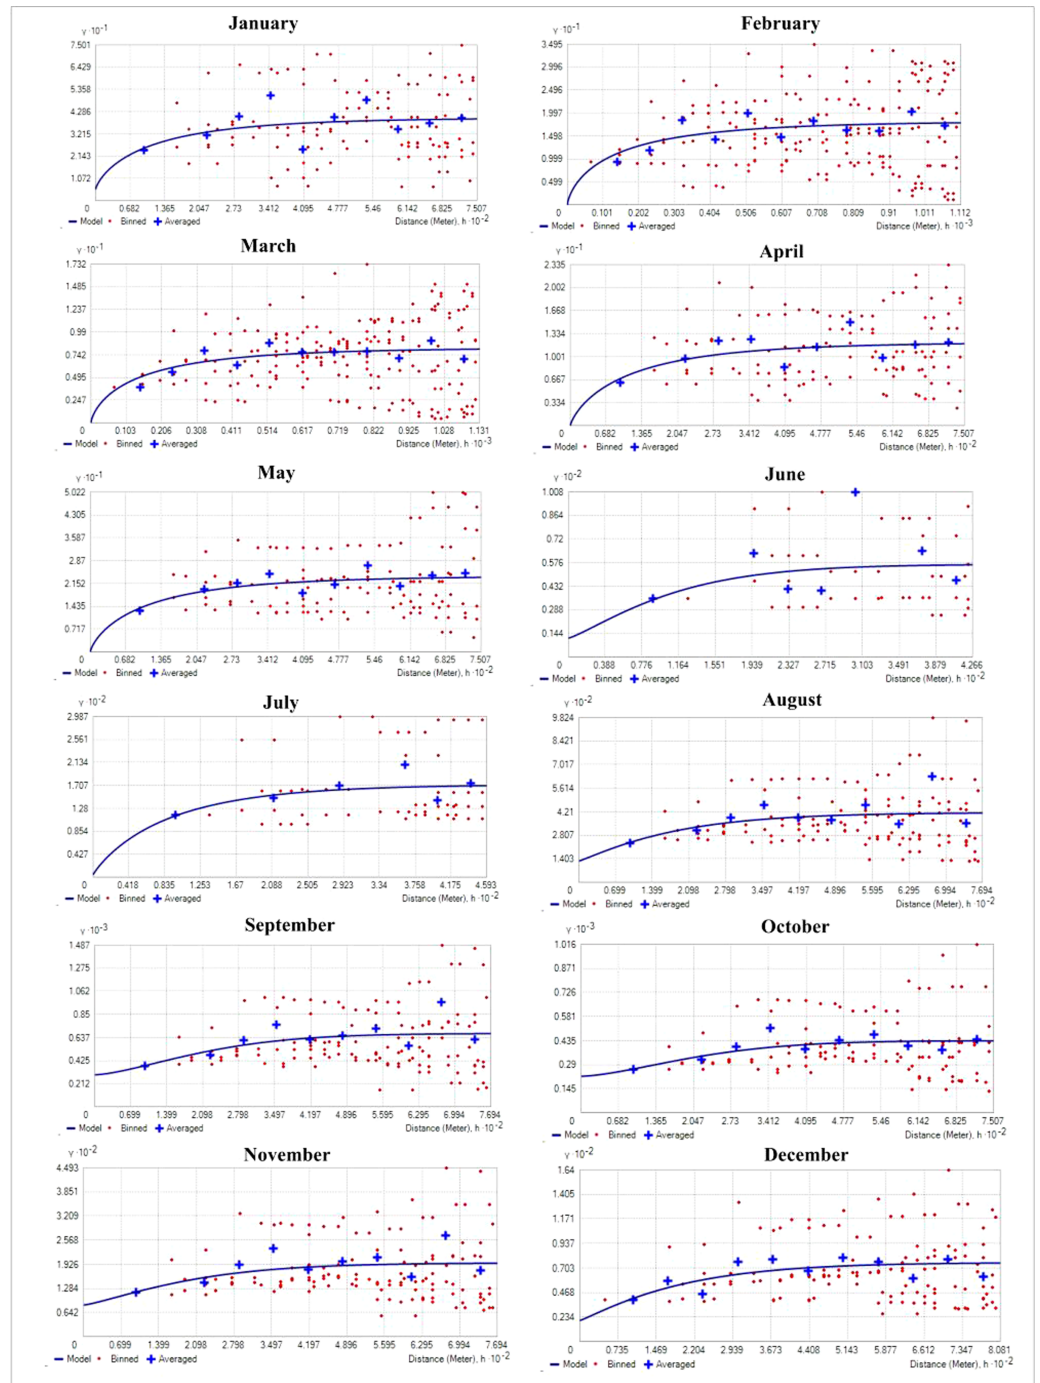 January
γ ·10⁻¹
7.501
6.429
5.358
4.286
3.215
2.143
1.072
0 0.682 1.365 2.047 2.73 3.412 4.095 4.777 5.46 6.142 6.825 7.507
Model Binned Averaged Distance (Meter), h ·10⁻²
February
γ ·10⁻¹
3.495
2.996
2.496
1.997
1.498
0.999
0.499
0 0.101 0.202 0.303 0.404 0.506 0.607 0.708 0.809 0.91 1.011 1.112
Model Binned Averaged Distance (Meter), h ·10⁻³
March
γ ·10⁻¹
1.732
1.485
1.237
0.99
0.742
0.495
0.247
0 0.103 0.206 0.308 0.411 0.514 0.617 0.719 0.822 0.925 1.028 1.131
Model Binned Averaged Distance (Meter), h ·10⁻³
April
γ ·10⁻¹
2.335
2.002
1.668
1.334
1.001
0.667
0.334
0 0.682 1.365 2.047 2.73 3.412 4.095 4.777 5.46 6.142 6.825 7.507
Model Binned Averaged Distance (Meter), h ·10⁻²
May
γ ·10⁻¹
5.022
4.305
3.587
2.87
2.152
1.435
0.717
0 0.682 1.365 2.047 2.73 3.412 4.095 4.777 5.46 6.142 6.825 7.507
Model Binned Averaged Distance (Meter), h ·10⁻²
June
γ ·10⁻²
1.008
0.864
0.72
0.576
0.432
0.288
0.144
0 0.388 0.776 1.164 1.551 1.939 2.327 2.715 3.103 3.491 3.879 4.266
Model Binned Averaged Distance (Meter), h ·10⁻²
July
γ ·10⁻²
2.987
2.561
2.134
1.707
1.28
0.854
0.427
0 0.418 0.835 1.253 1.67 2.088 2.505 2.923 3.34 3.758 4.175 4.593
Model Binned Averaged Distance (Meter), h ·10⁻²
August
γ ·10⁻²
9.824
8.421
7.017
5.614
4.21
2.807
1.403
0 0.699 1.399 2.098 2.798 3.497 4.197 4.896 5.595 6.295 6.994 7.694
Model Binned Averaged Distance (Meter), h ·10⁻²
September
γ ·10⁻³
1.487
1.275
1.062
0.85
0.637
0.425
0.212
0 0.699 1.399 2.098 2.798 3.497 4.197 4.896 5.595 6.295 6.994 7.694
Model Binned Averaged Distance (Meter), h ·10⁻²
October
γ ·10⁻³
1.016
0.871
0.726
0.581
0.435
0.29
0.145
0 0.682 1.365 2.047 2.73 3.412 4.095 4.777 5.46 6.142 6.825 7.507
Model Binned Averaged Distance (Meter), h ·10⁻²
November
γ ·10⁻²
4.493
3.851
3.209
2.568
1.926
1.284
0.642
0 0.699 1.399 2.098 2.798 3.497 4.197 4.896 5.595 6.295 6.994 7.694
Model Binned Averaged Distance (Meter), h ·10⁻²
December
γ ·10⁻²
1.64
1.405
1.171
0.937
0.703
0.468
0.234
0 0.735 1.469 2.204 2.939 3.673 4.408 5.143 5.877 6.612 7.347 8.081
Model Binned Averaged Distance (Meter), h ·10⁻²